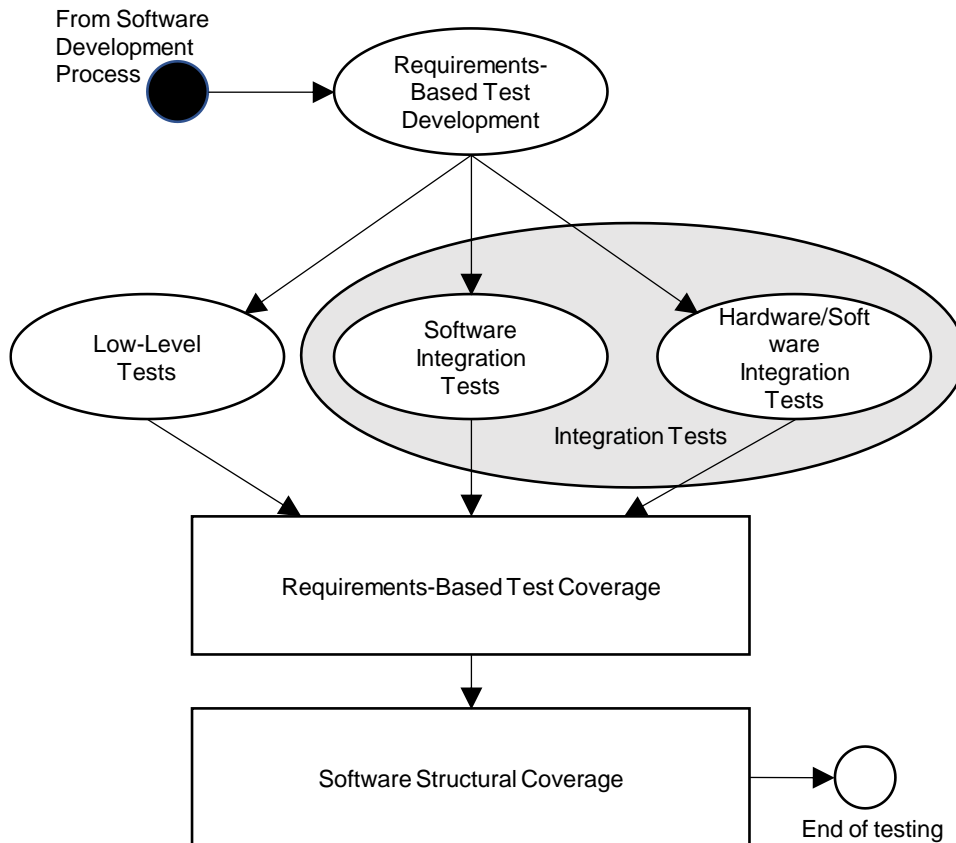 From Software
Development
Process
Requirements-
Based Test
Development
Low-Level
Tests
Software
Integration
Tests
Hardware/Soft
ware
Integration
Tests
Integration Tests
Requirements-Based Test Coverage
Software Structural Coverage
End of testing